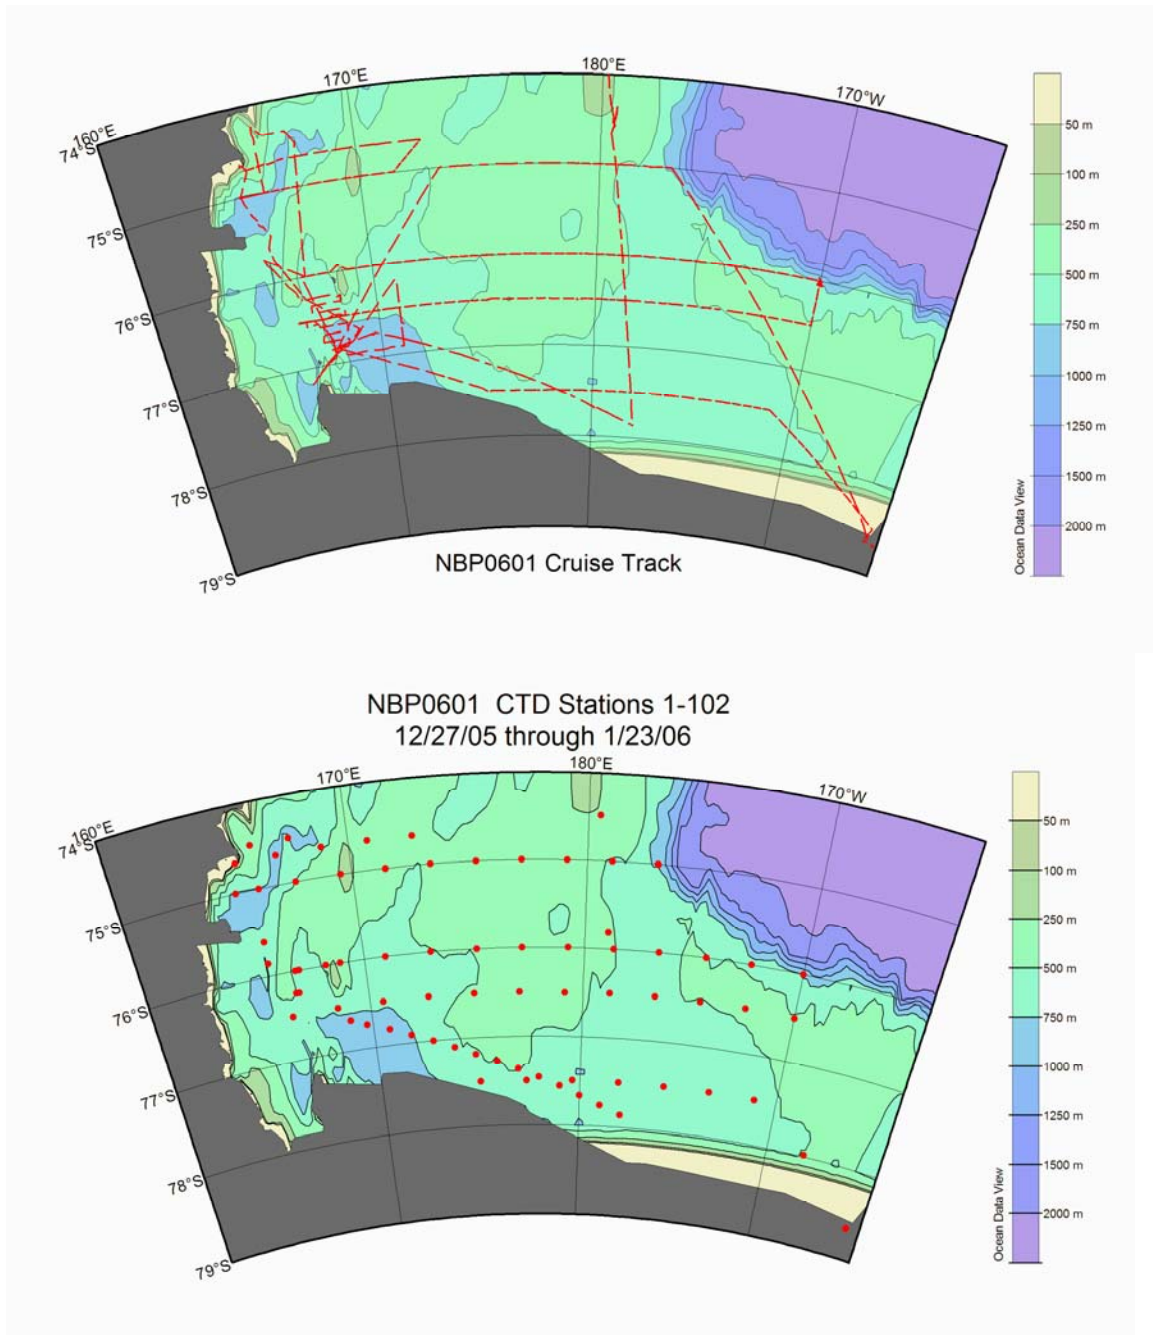 180°E
170°E
170°W
160°E
74°S
50 m
100 m
75°S
250 m
500 m
76°S
750 m
1000 m
77°S
1250 m
1500 m
78°S
2000 m
Ocean Data View
79°S
NBP0601 Cruise Track
NBP0601 CTD Stations 1-102
12/27/05 through 1/23/06
180°E
170°E
170°W
160°E
74°S
50 m
100 m
75°S
250 m
500 m
76°S
750 m
1000 m
77°S
1250 m
1500 m
78°S
2000 m
Ocean Data View
79°S